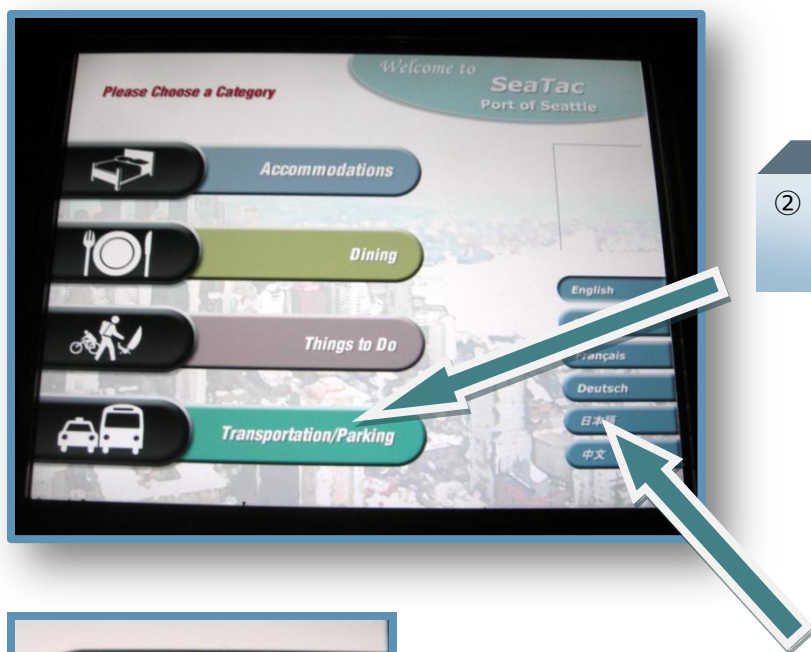 Welcome to
SeaTac
Port of Seattle
Please Choose a Category
Accommodations
Dining
Things to Do
Transportation/Parking
English
Français
Deutsch
日本語
中文
②